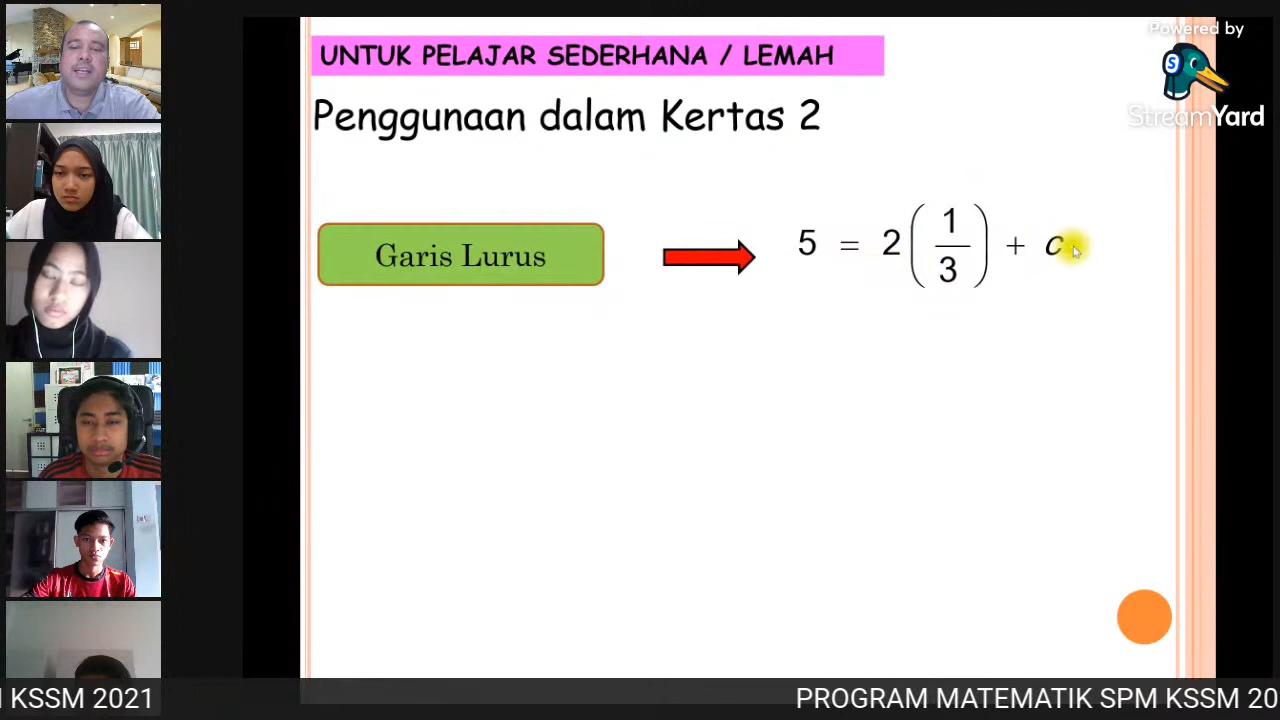 Powered by
StreamYard
UNTUK PELAJAR SEDERHANA / LEMAH
Penggunaan dalam Kertas 2
Garis Lurus
5 = 2(1/3) + c
KSSM 2021
PROGRAM MATEMATIK SPM KSSM 20